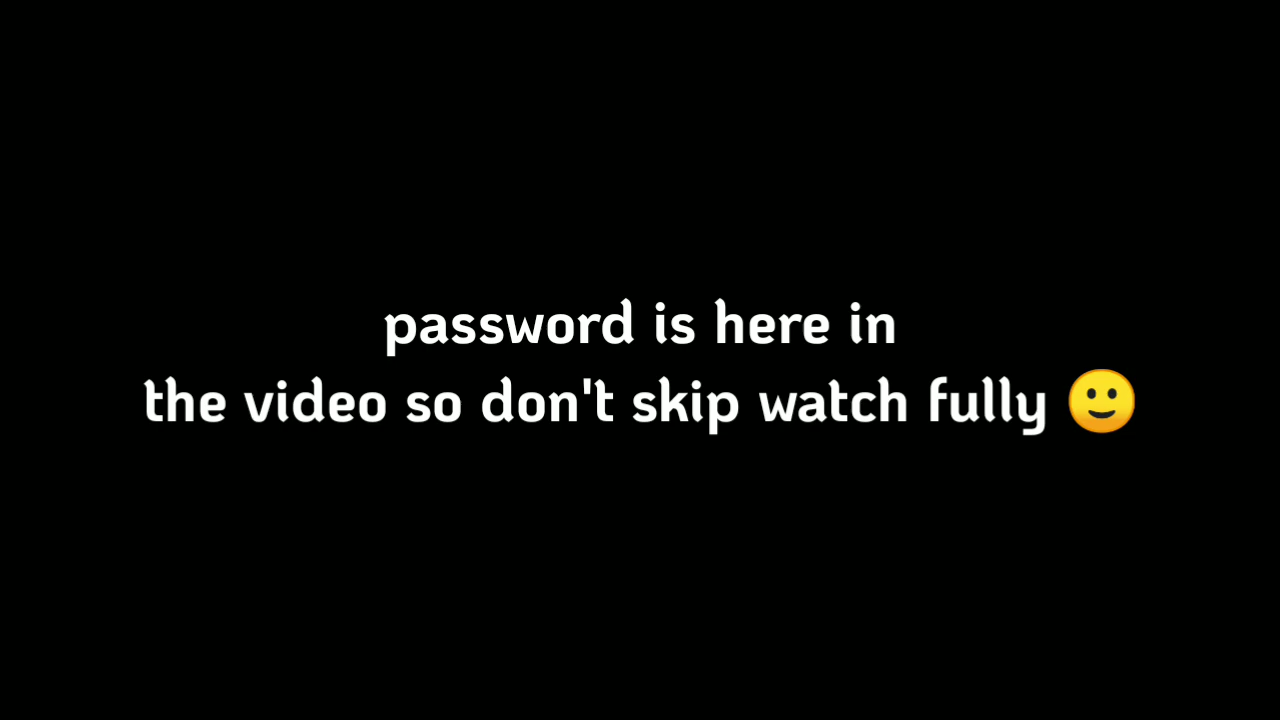 password is here in
the video so don't skip watch fully 🙂